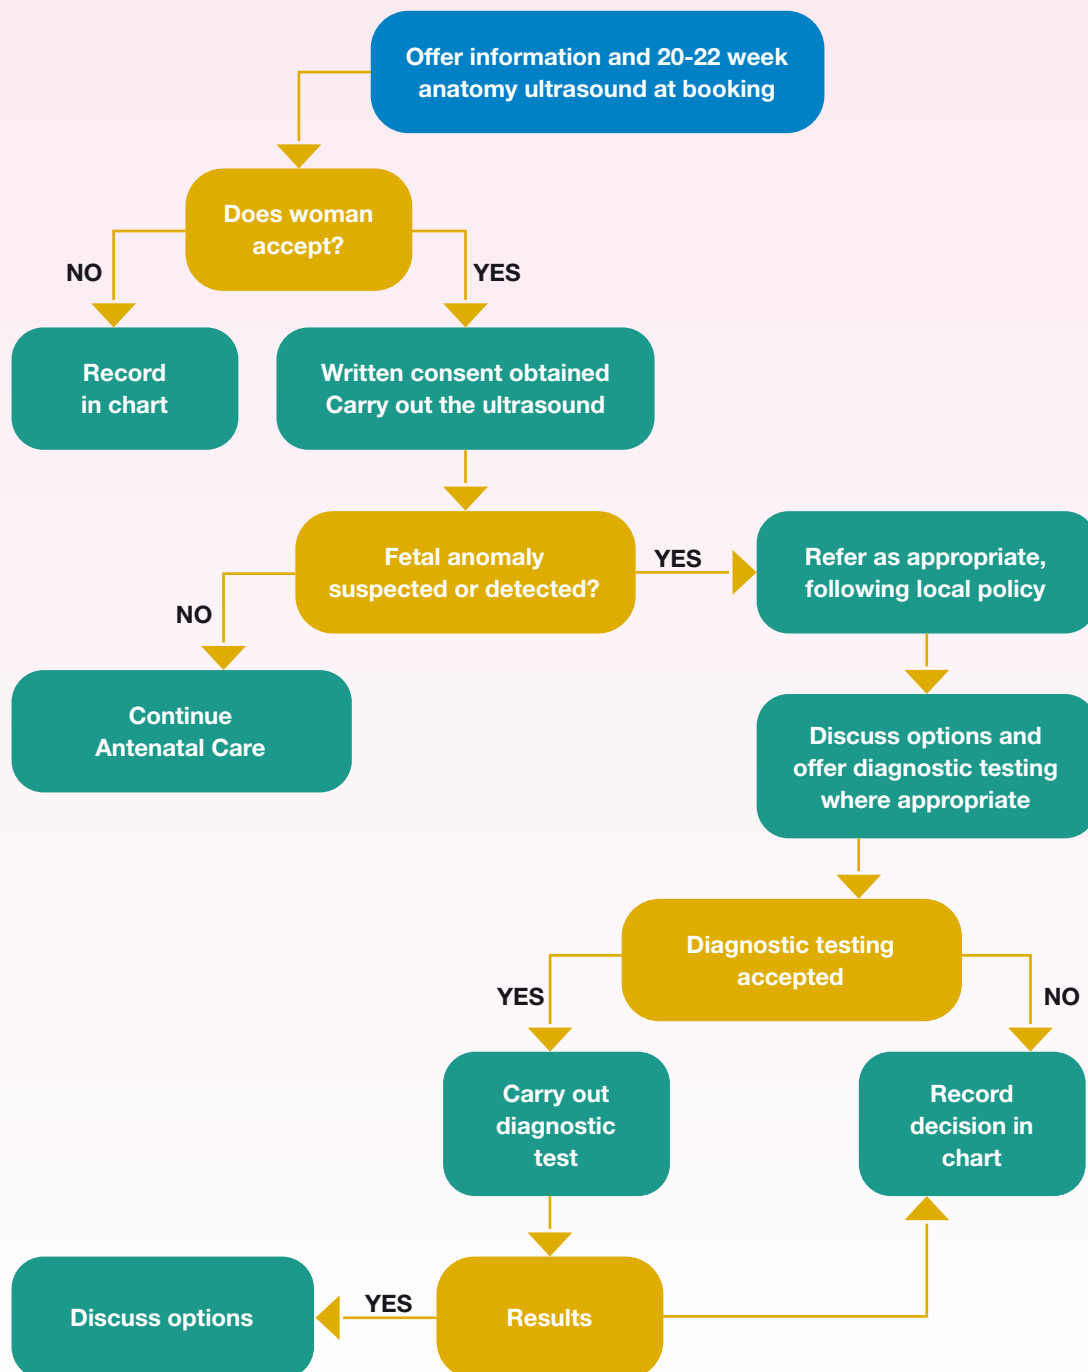 Offer information and 20-22 week
anatomy ultrasound at booking
Does woman
accept?
NO
YES
Record
in chart
Written consent obtained
Carry out the ultrasound
Fetal anomaly
suspected or detected?
YES
Refer as appropriate,
following local policy
NO
Continue
Antenatal Care
Discuss options and
offer diagnostic testing
where appropriate
Diagnostic testing
accepted
YES
NO
Carry out
diagnostic
test
Record
decision in
chart
Discuss options
YES
Results